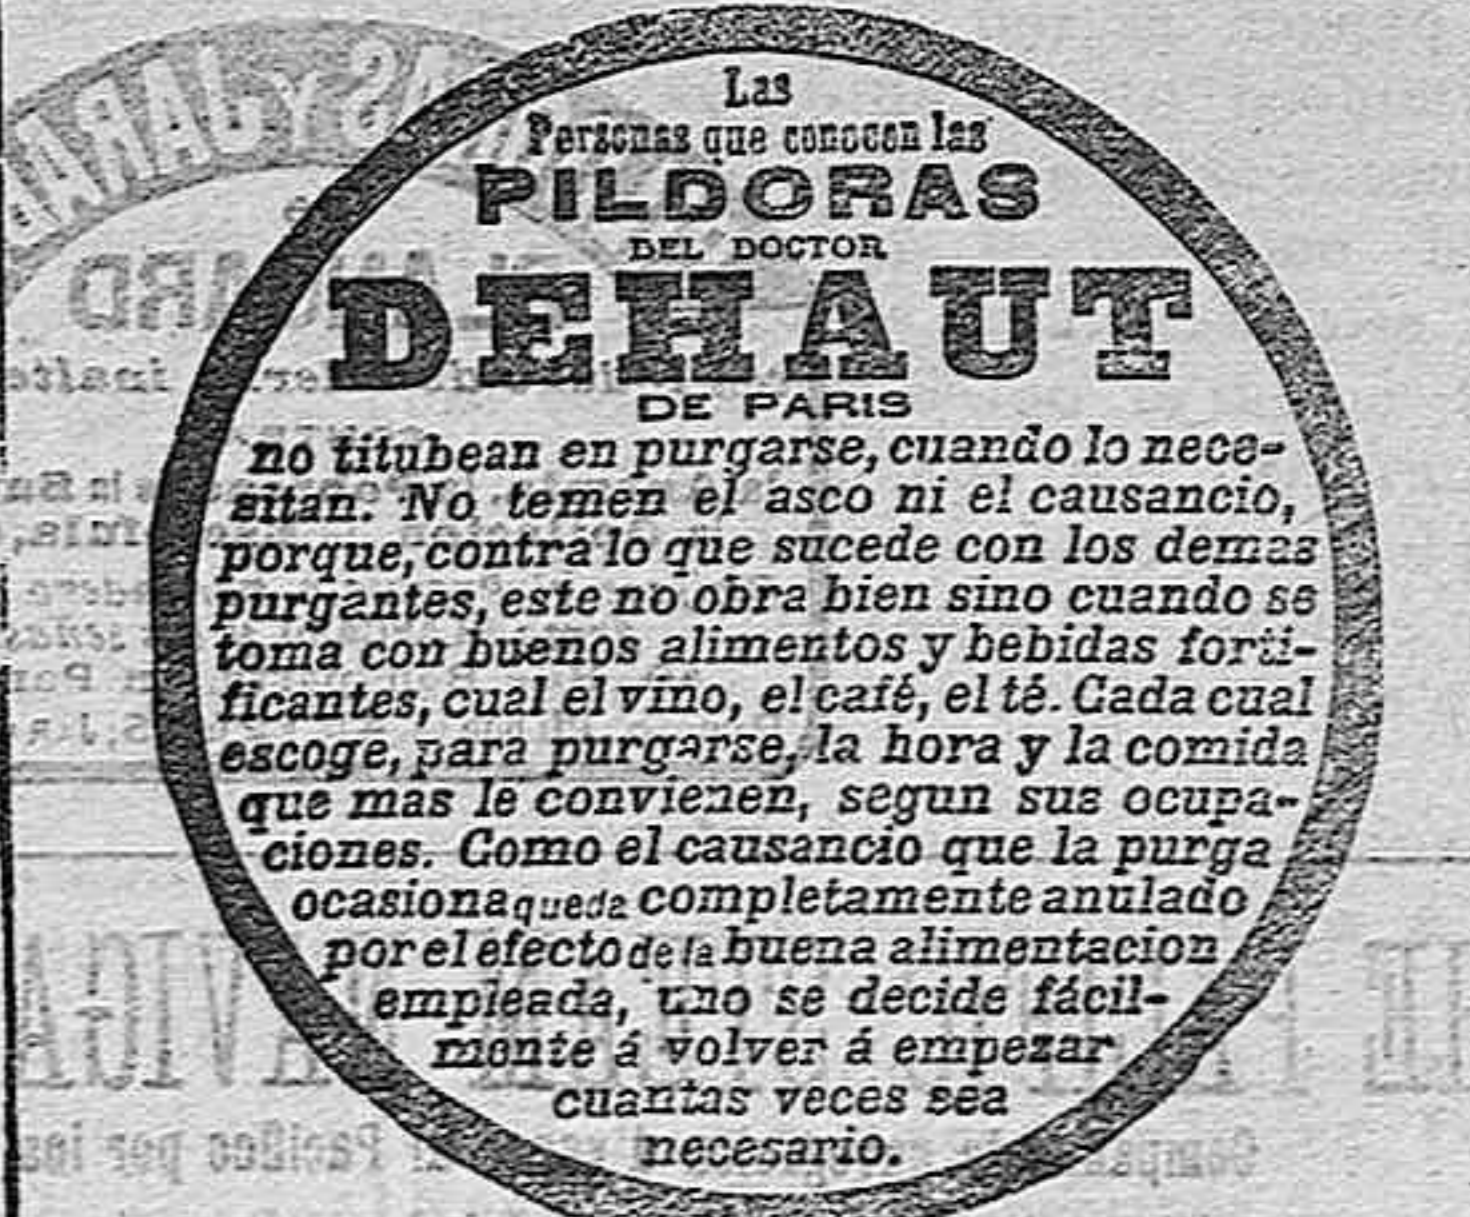 Las
Personas que conocen las
PILDORAS
DEL DOCTOR
DEHAUT
DE PARIS
no titubean en purgarse, cuando lo nece-
sitan. No temen el asco ni el causancio,
porque, contra lo que sucede con los demas
purgantes, este no obra bien sino cuando se
toma con buenos alimentos y bebidas forti-
ficantes, cual el vino, el café, el té. Cada cual
escoge, para purgarse, la hora y la comida
que mas le convienen, segun sus ocupa-
ciones. Como el causancio que la purga
ocasiona queda completamente anulado
por el efecto de la buena alimentacion
empleada, uno se decide fácil-
mente á volver á empezar
cuantas veces sea
necesario.